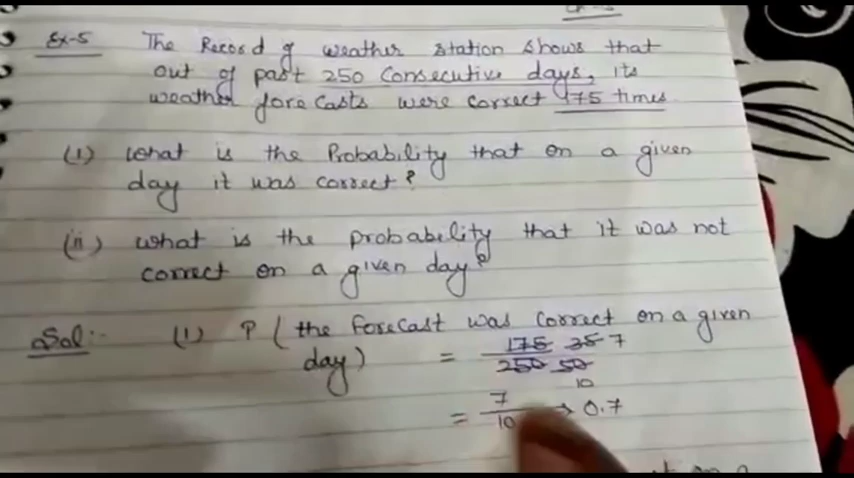 Ex-5 The Record of weather station shows that
out of past 250 Consecutive days, its
weather forecasts were correct 175 times
(i) What is the Probability that on a given
day it was correct?
(ii) What is the probability that it was not
correct on a given day?
Sol:- (i) P (the forecast was correct on a given
day) = 175 35 7
250 50
10
= 7 → 0.7
10